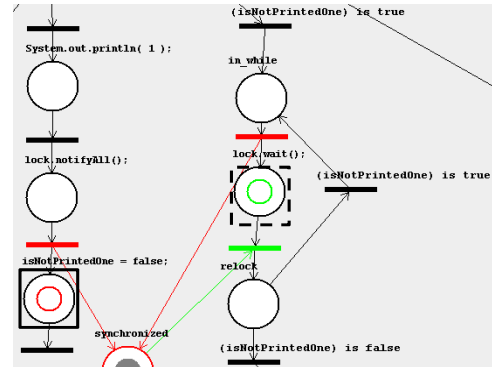 (isNotPrintedOne) is true
System.out.println( 1 );
in_while
lock.notifyAll();
lock.wait();
(isNotPrintedOne) is true
isNotPrintedOne = false;
relock
synchronized
(isNotPrintedOne) is false